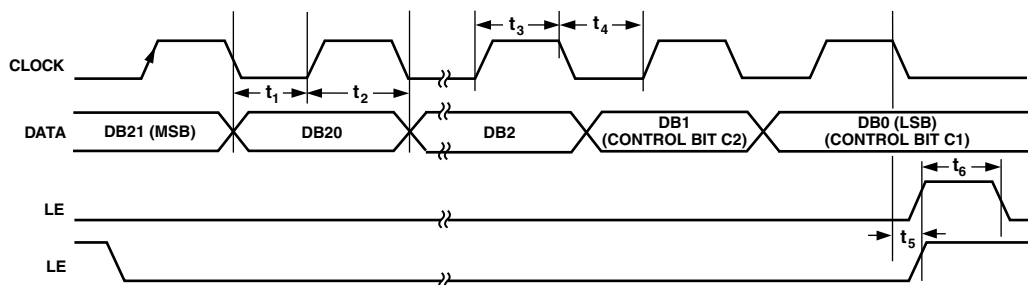 t3 t4
CLOCK
t1 t2
DATA DB21 (MSB) DB20 DB2 DB1 (CONTROL BIT C2) DB0 (LSB) (CONTROL BIT C1)
t6
LE
t5
LE